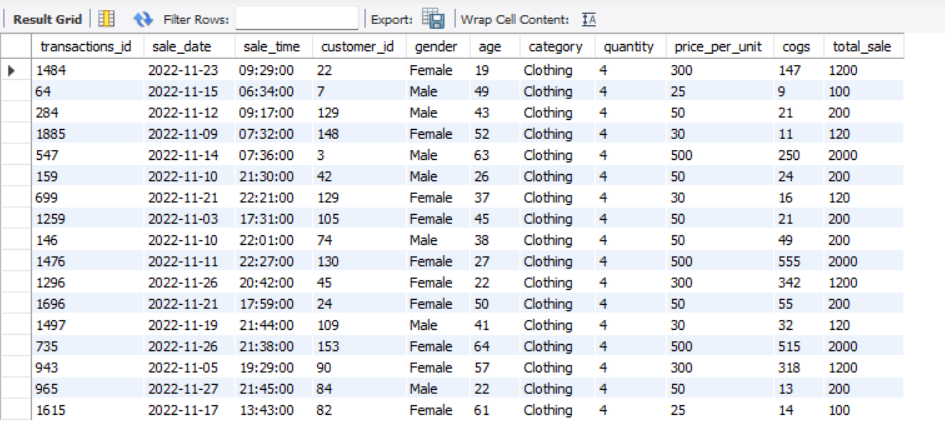 Result Grid Filter Rows: Export: Wrap Cell Content: IA
transactions_id sale_date sale_time customer_id gender age category quantity price_per_unit cogs total_sale
1484 2022-11-23 09:29:00 22 Female 19 Clothing 4 300 147 1200
64 2022-11-15 06:34:00 7 Male 49 Clothing 4 25 9 100
284 2022-11-12 09:17:00 129 Male 43 Clothing 4 50 21 200
1885 2022-11-09 07:32:00 148 Female 52 Clothing 4 30 11 120
547 2022-11-14 07:36:00 3 Male 63 Clothing 4 500 250 2000
159 2022-11-10 21:30:00 42 Male 26 Clothing 4 50 24 200
699 2022-11-21 22:21:00 129 Female 37 Clothing 4 30 16 120
1259 2022-11-03 17:31:00 105 Female 45 Clothing 4 50 21 200
146 2022-11-10 22:01:00 74 Male 38 Clothing 4 50 49 200
1476 2022-11-11 22:27:00 130 Female 27 Clothing 4 500 555 2000
1296 2022-11-26 20:42:00 45 Female 22 Clothing 4 300 342 1200
1696 2022-11-21 17:59:00 24 Female 50 Clothing 4 50 55 200
1497 2022-11-19 21:44:00 109 Male 41 Clothing 4 30 32 120
735 2022-11-26 21:38:00 153 Female 64 Clothing 4 500 515 2000
943 2022-11-05 19:29:00 90 Female 57 Clothing 4 300 318 1200
965 2022-11-27 21:45:00 84 Male 22 Clothing 4 50 13 200
1615 2022-11-17 13:43:00 82 Female 61 Clothing 4 25 14 100